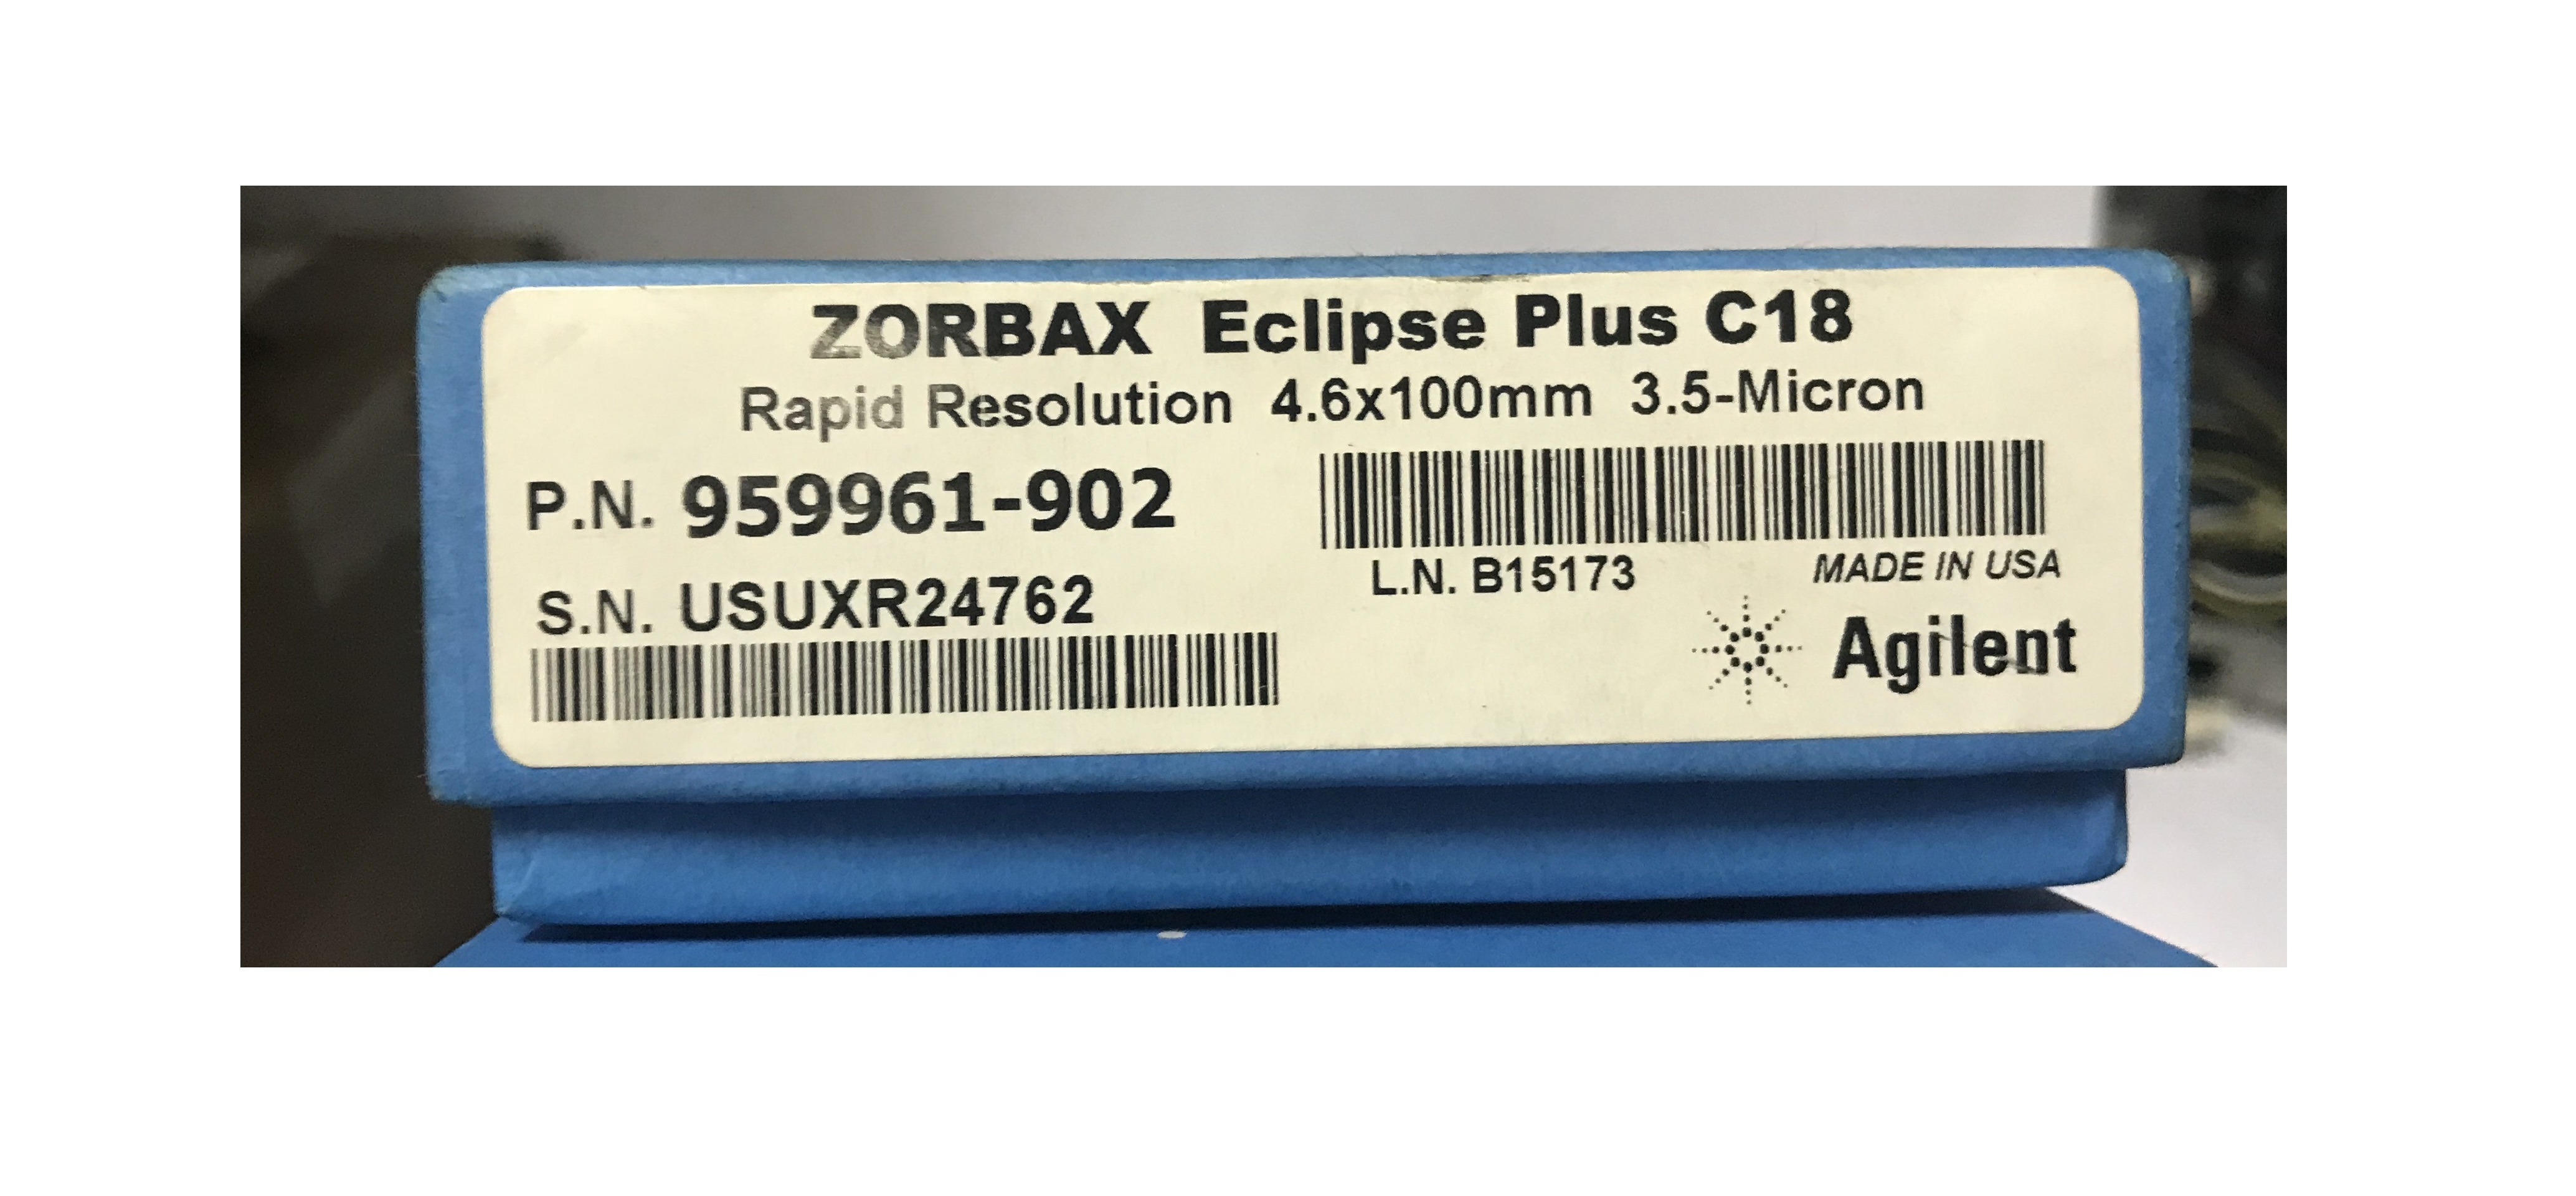 ZORBAX Eclipse Plus C18
Rapid Resolution 4.6x100mm 3.5-Micron
P.N. 959961-902
L.N. B15173
MADE IN USA
S.N. USUXR24762
Agilent